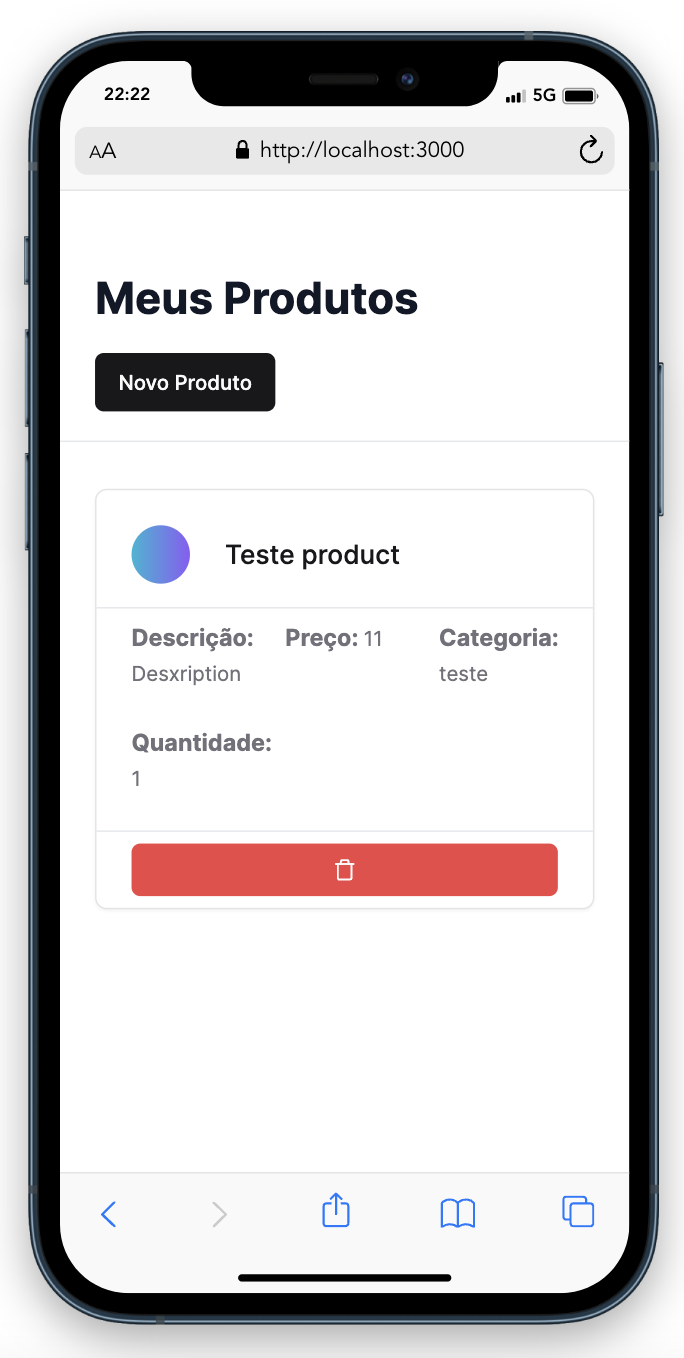 22:22 5G
AA http://localhost:3000
Meus Produtos
Novo Produto
Teste product
Descrição: Preço: 11 Categoria:
Desxription teste
Quantidade:
1